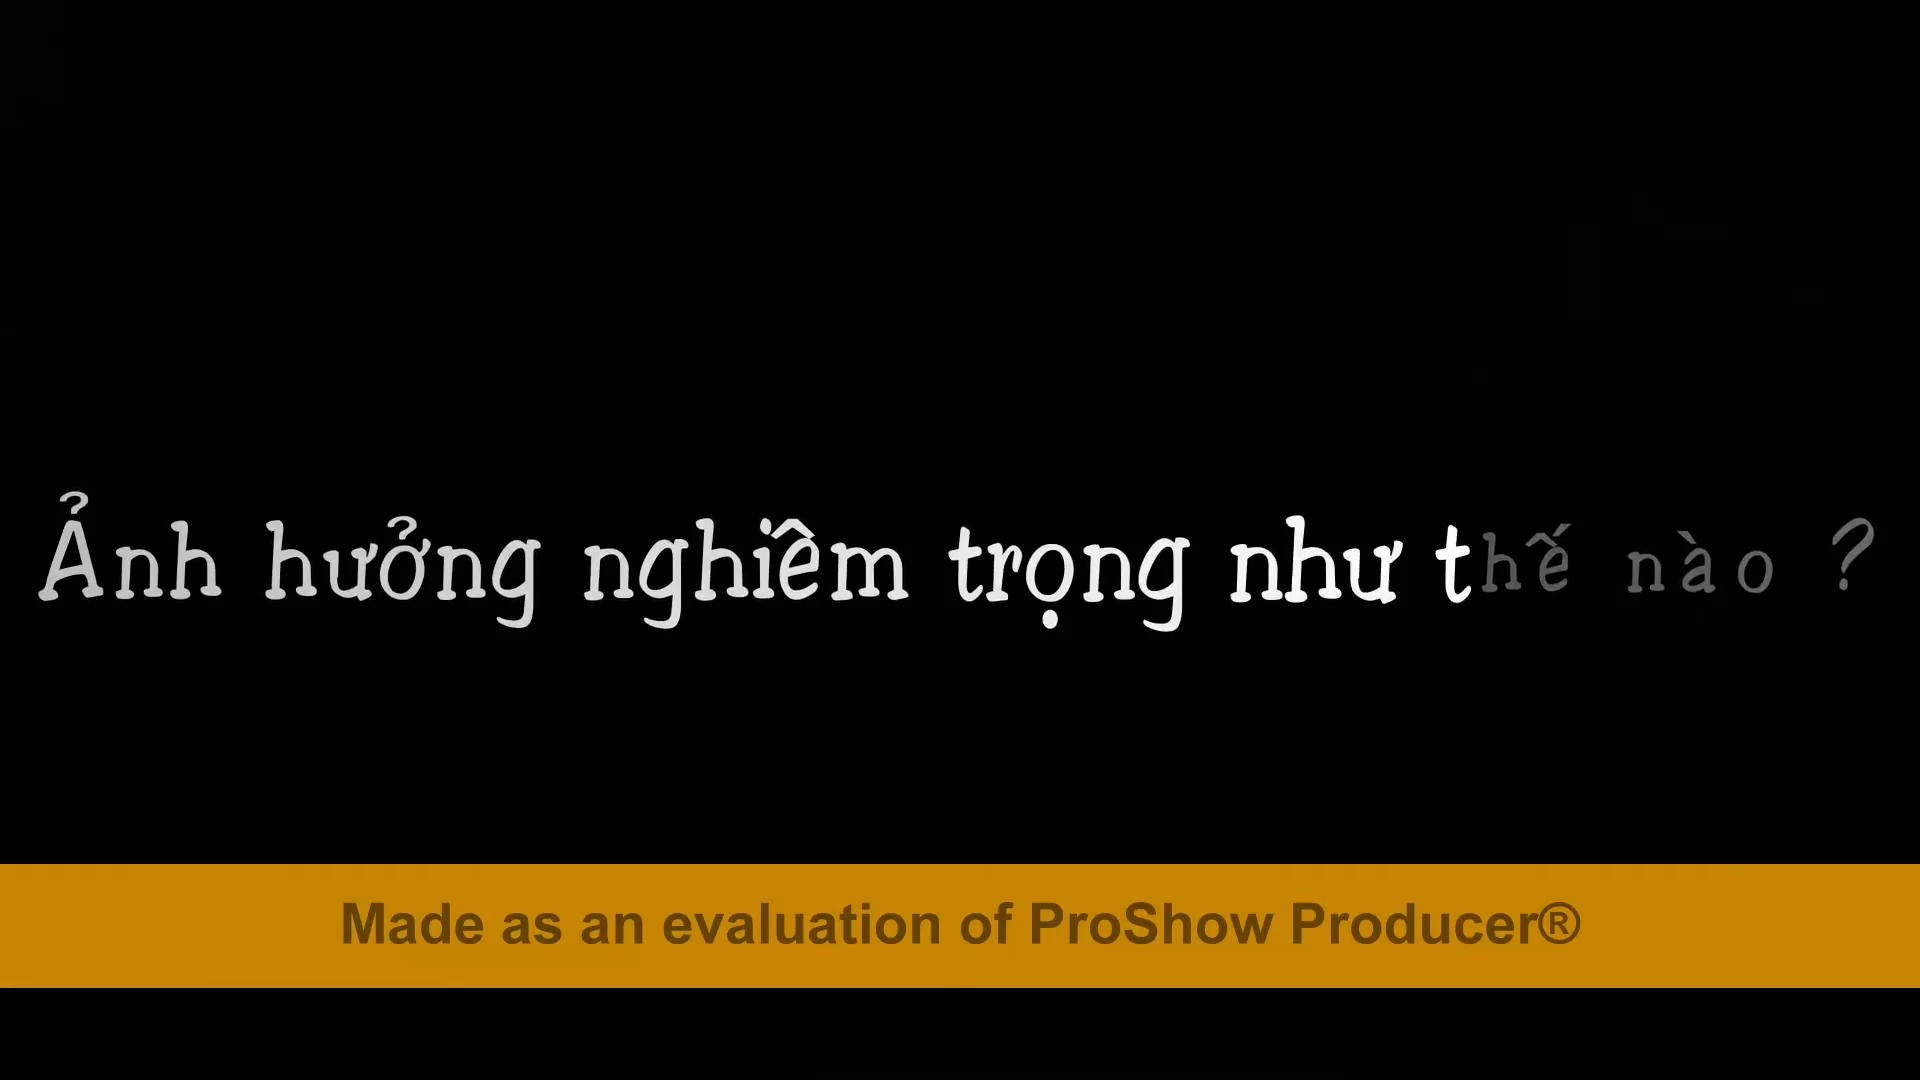 Ảnh hưởng nghiêm trọng như thế nào ?
Made as an evaluation of ProShow Producer®